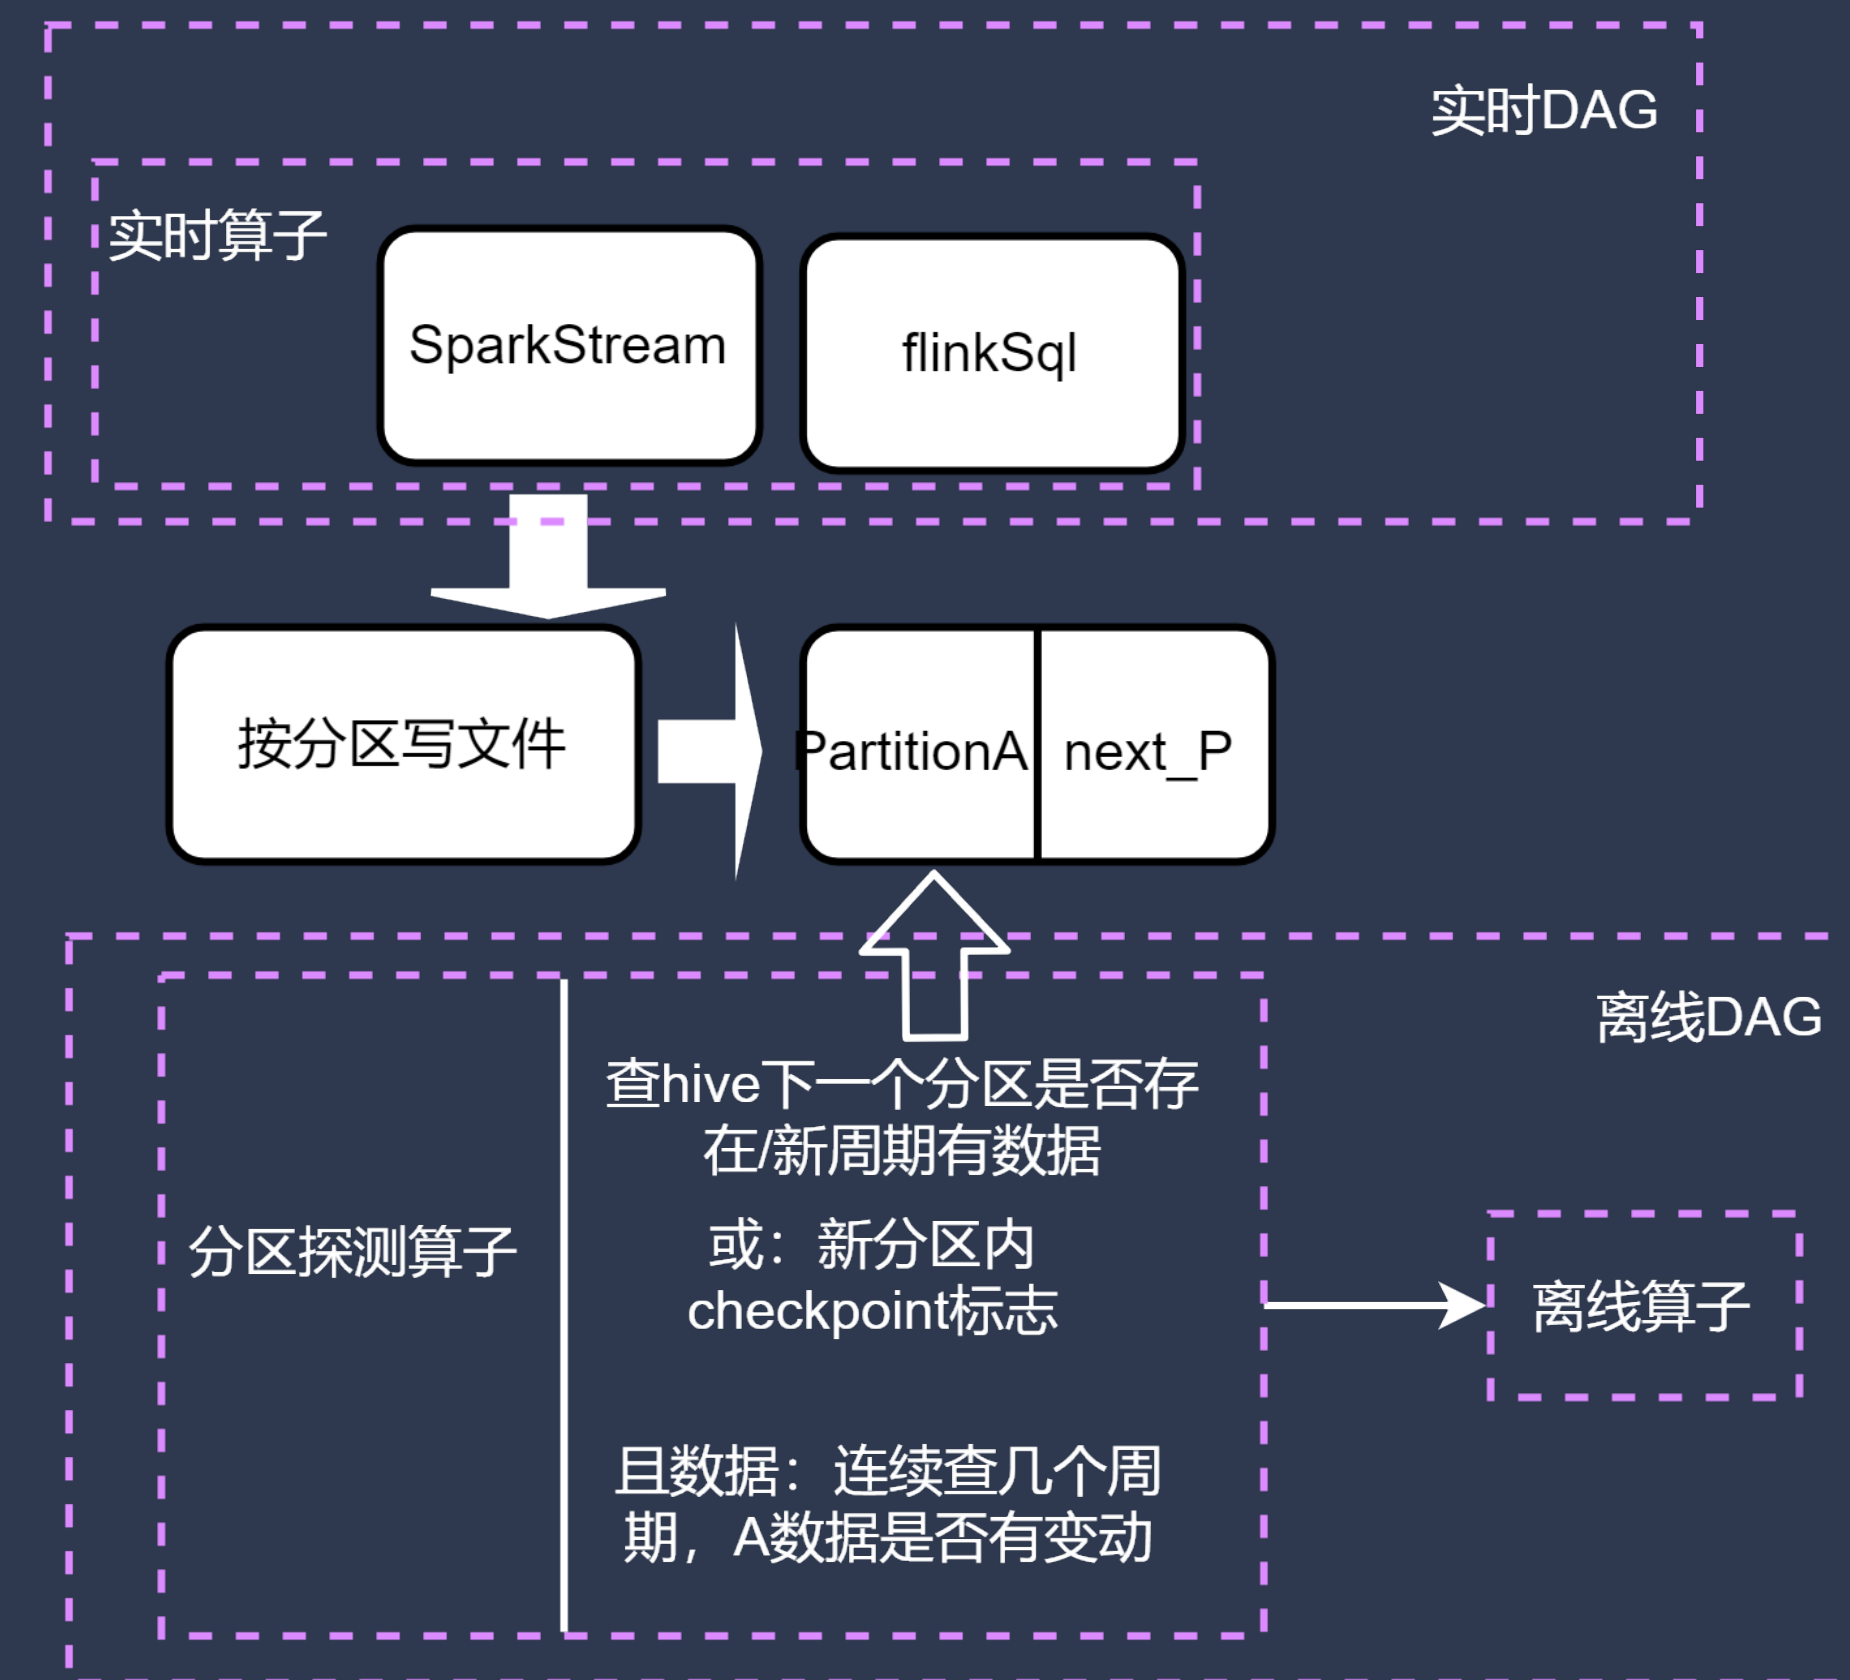 实时DAG
实时算子
SparkStream
flinkSql
按分区写文件
PartitionA
next_P
离线DAG
查hive下一个分区是否存
在/新周期有数据
或：新分区内
checkpoint标志
分区探测算子
离线算子
且数据：连续查几个周
期，A数据是否有变动